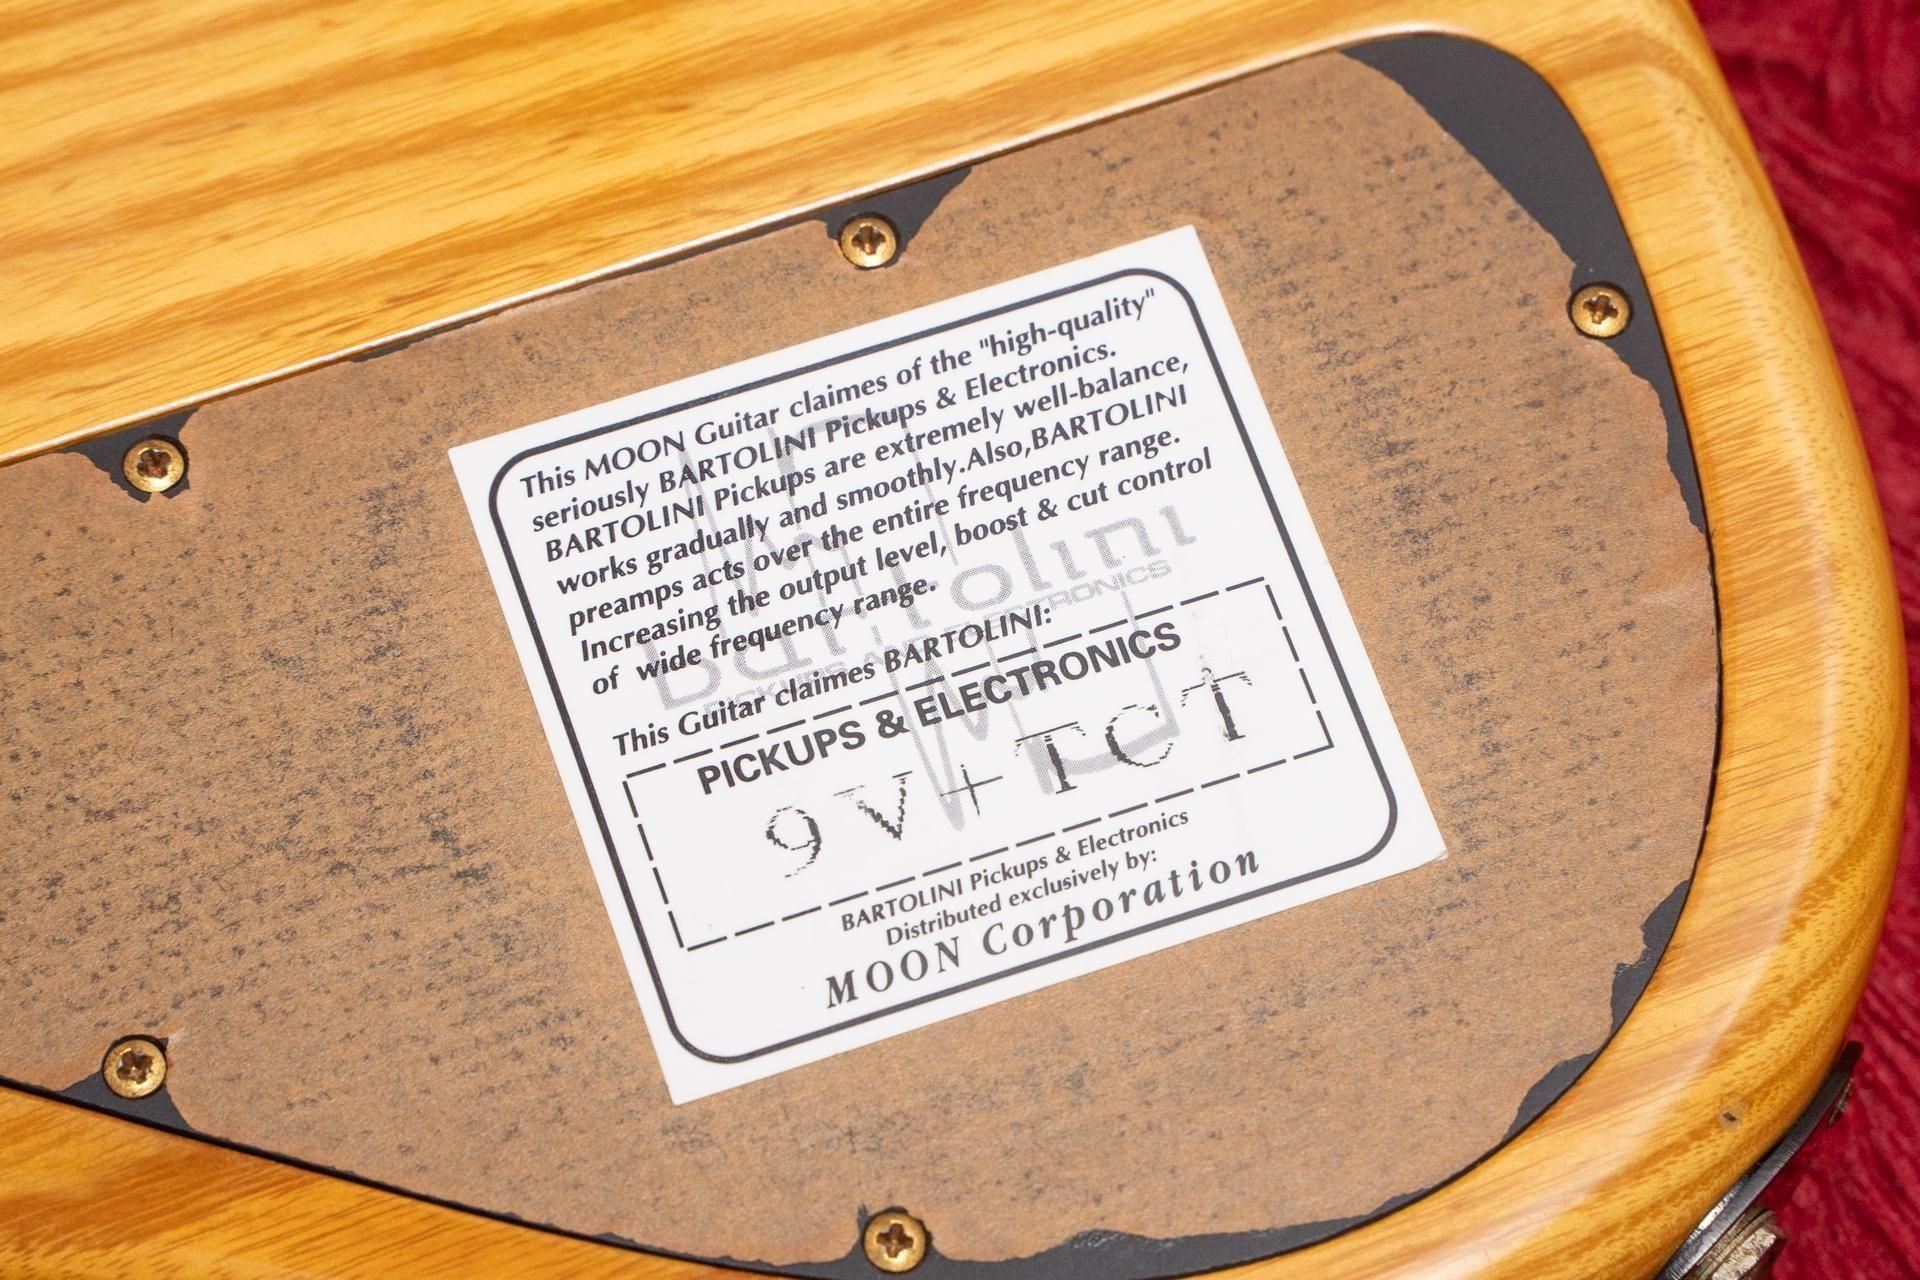 This MOON Guitar claimes of the "high-quality"
seriously BARTOLINI Pickups & Electronics.
BARTOLINI Pickups are extremely well-balance,
works gradually and smoothly.Also,BARTOLINI
preamps acts over the entire frequency range.
Increasing the output level, boost & cut control
of wide frequency range.
This Guitar claimes BARTOLINI:
PICKUPS & ELECTRONICS
9V+TCT
BARTOLINI Pickups & Electronics
Distributed exclusively by:
MOON Corporation
bartolini
PICKUPS AND ELECTRONICS